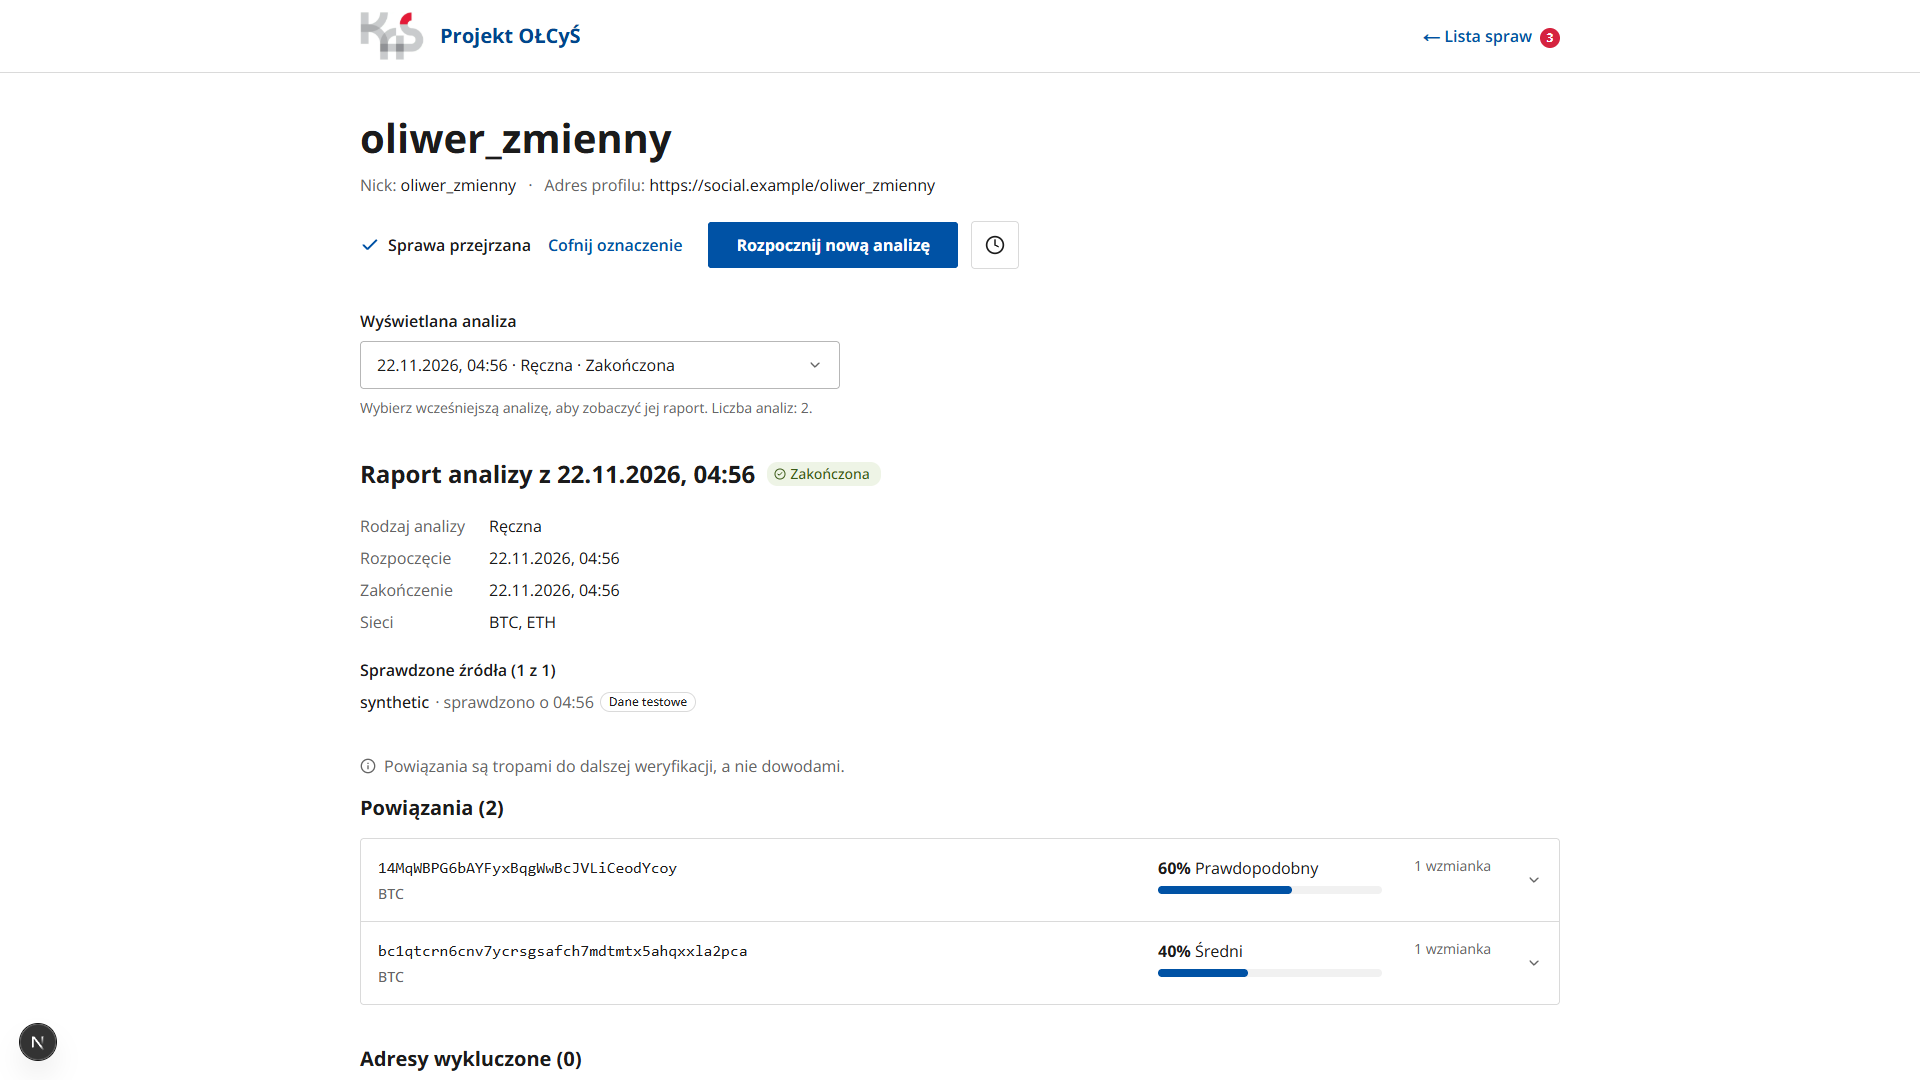 KYiŚ Projekt OŁCyŚ
← Lista spraw 3
oliwer_zmienny
Nick: oliwer_zmienny · Adres profilu: https://social.example/oliwer_zmienny
Sprawa przejrzana Cofnij oznaczenie Rozpocznij nową analizę
Wyświetlana analiza
22.11.2026, 04:56 · Ręczna · Zakończona
Wybierz wcześniejszą analizę, aby zobaczyć jej raport. Liczba analiz: 2.
Raport analizy z 22.11.2026, 04:56 Zakończona
Rodzaj analizy Ręczna
Rozpoczęcie 22.11.2026, 04:56
Zakończenie 22.11.2026, 04:56
Sieci BTC, ETH
Sprawdzone źródła (1 z 1)
synthetic · sprawdzono o 04:56 Dane testowe
Powiązania są tropami do dalszej weryfikacji, a nie dowodami.
Powiązania (2)
14MqWBPG6bAYFyxBqgWwBcJVLiCeodYcoy 60% Prawdopodobny 1 wzmianka
BTC
bc1qtcrn6cnv7ycrsgsafch7mdtmtx5ahqxxla2pca 40% Średni 1 wzmianka
BTC
N
Adresy wykluczone (0)